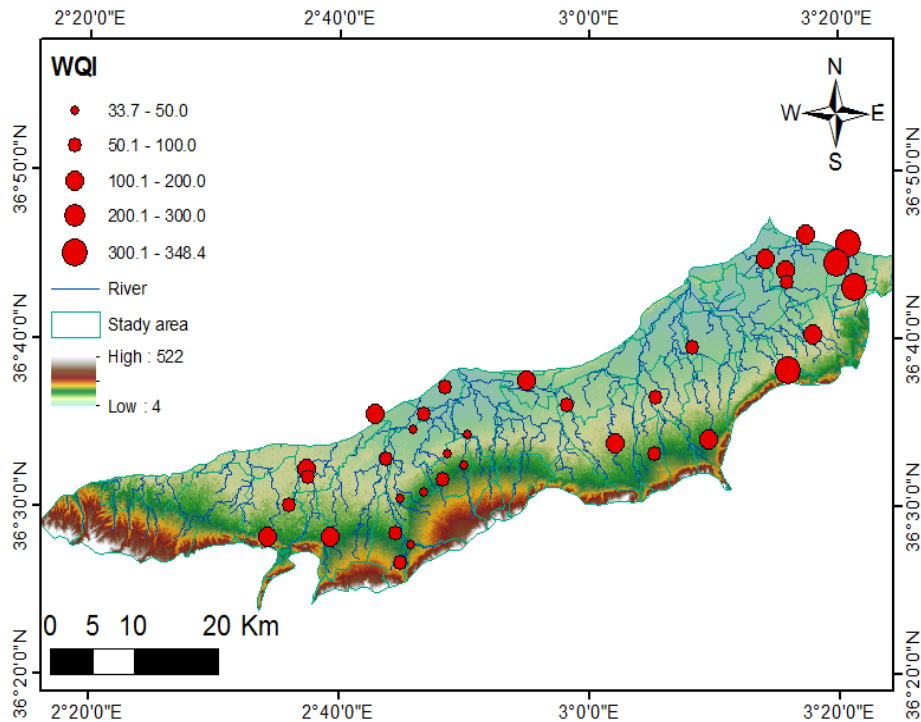 2°20'0"E 2°40'0"E 3°0'0"E 3°20'0"E
WQI
33.7 - 50.0
50.1 - 100.0
100.1 - 200.0
200.1 - 300.0
300.1 - 348.4
River
Stady area
High : 522
Low : 4
N
W E
S
36°50'0"N 36°50'0"N
36°40'0"N 36°40'0"N
36°30'0"N 36°30'0"N
36°20'0"N 36°20'0"N
0 5 10 20 Km
2°20'0"E 2°40'0"E 3°0'0"E 3°20'0"E